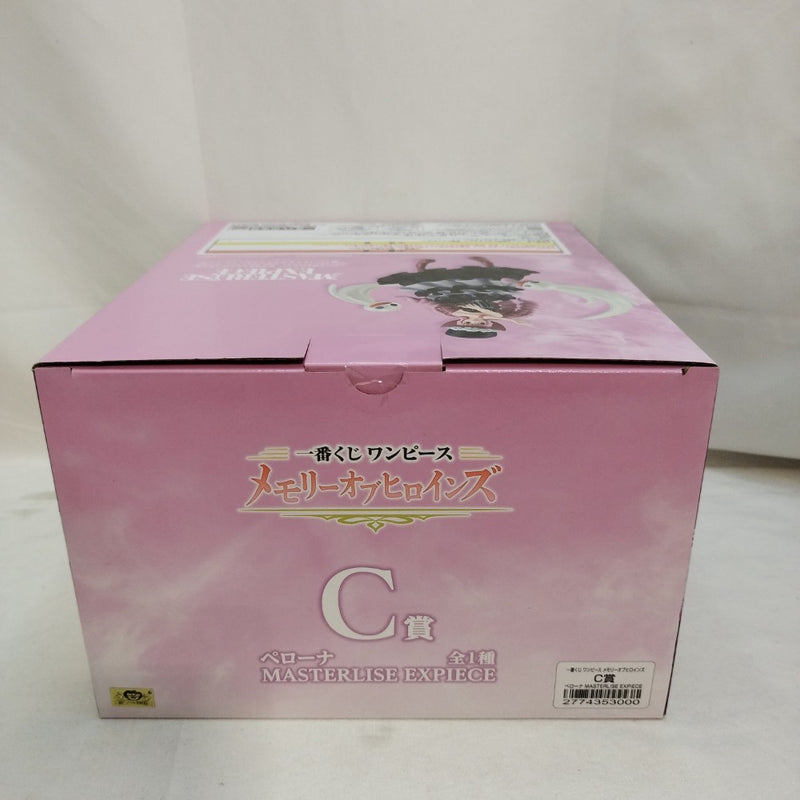 MASTERLISE
EXPIECE
一番くじ ワンピース
メモリーオブヒロインズ
C賞
ペローナ 全1種
MASTERLISE EXPIECE
一番くじ ワンピース メモリーオブヒロインズ
C賞
ペローナ MASTERLISE EXPIECE
2774353000